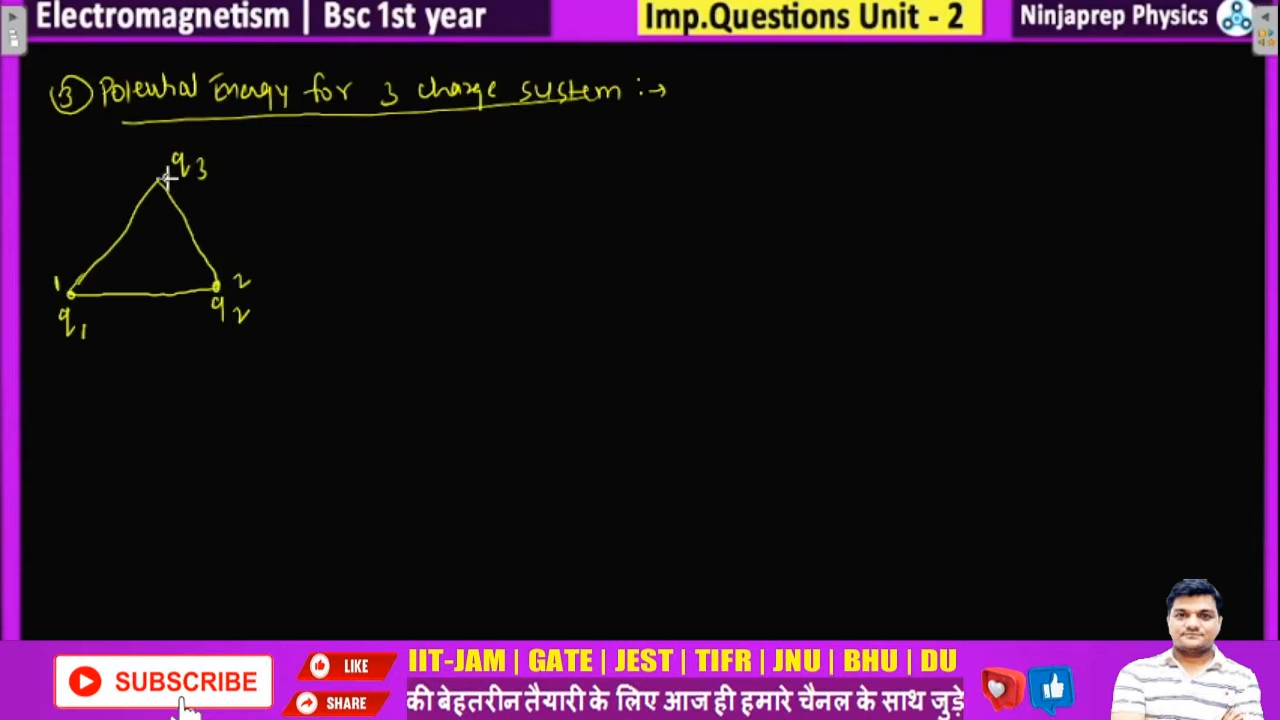 Electromagnetism | Bsc 1st year
Imp.Questions Unit - 2
Ninjaprep Physics
③ Potential Energy for 3 charge system :→
q3
1
2
q1
q2
SUBSCRIBE
LIKE
SHARE
IIT-JAM | GATE | JEST | TIFR | JNU | BHU | DU
की बेहतरीन तैयारी के लिए आज ही हमारे चैनल के साथ जुड़े